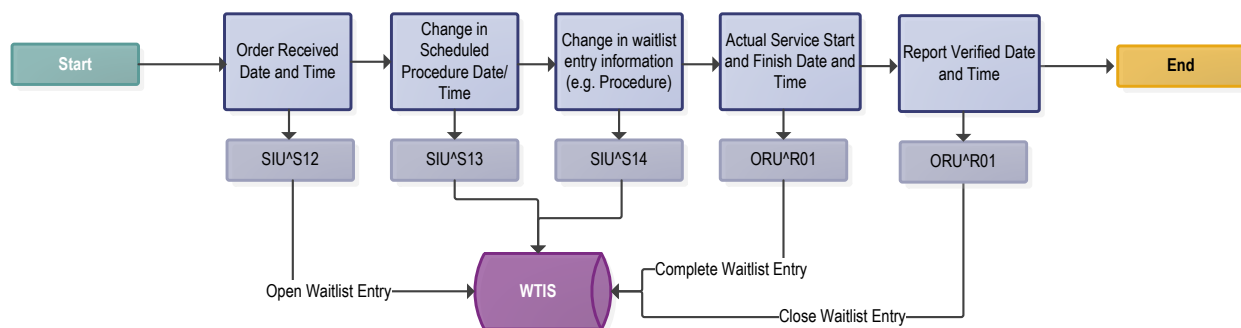 Start
Order Received
Date and Time
Change in
Scheduled
Procedure Date/
Time
Change in waitlist
entry information
(e.g. Procedure)
Actual Service Start
and Finish Date and
Time
Report Verified Date
and Time
End
SIU^S12
SIU^S13
SIU^S14
ORU^R01
ORU^R01
Open Waitlist Entry
WTIS
Complete Waitlist Entry
Close Waitlist Entry